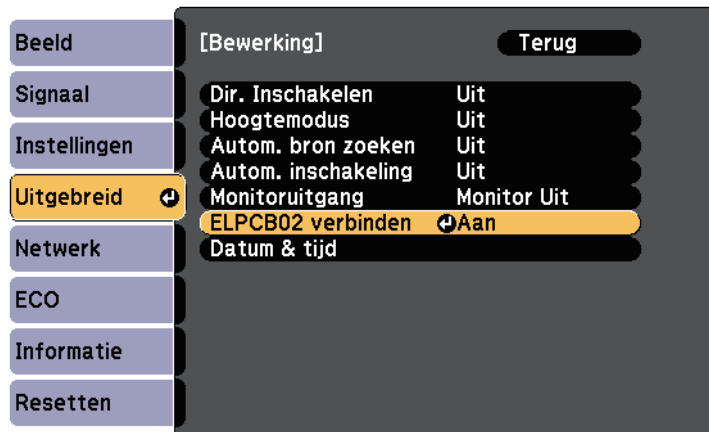 Beeld
Signaal
Instellingen
Uitgebreid
Netwerk
ECO
Informatie
Resetten
[Bewerking] Terug
Dir. Inschakelen Uit
Hoogtemodus Uit
Autom. bron zoeken Uit
Autom. inschakeling Uit
Monitoruitgang Monitor Uit
ELPCB02 verbinden Aan
Datum & tijd